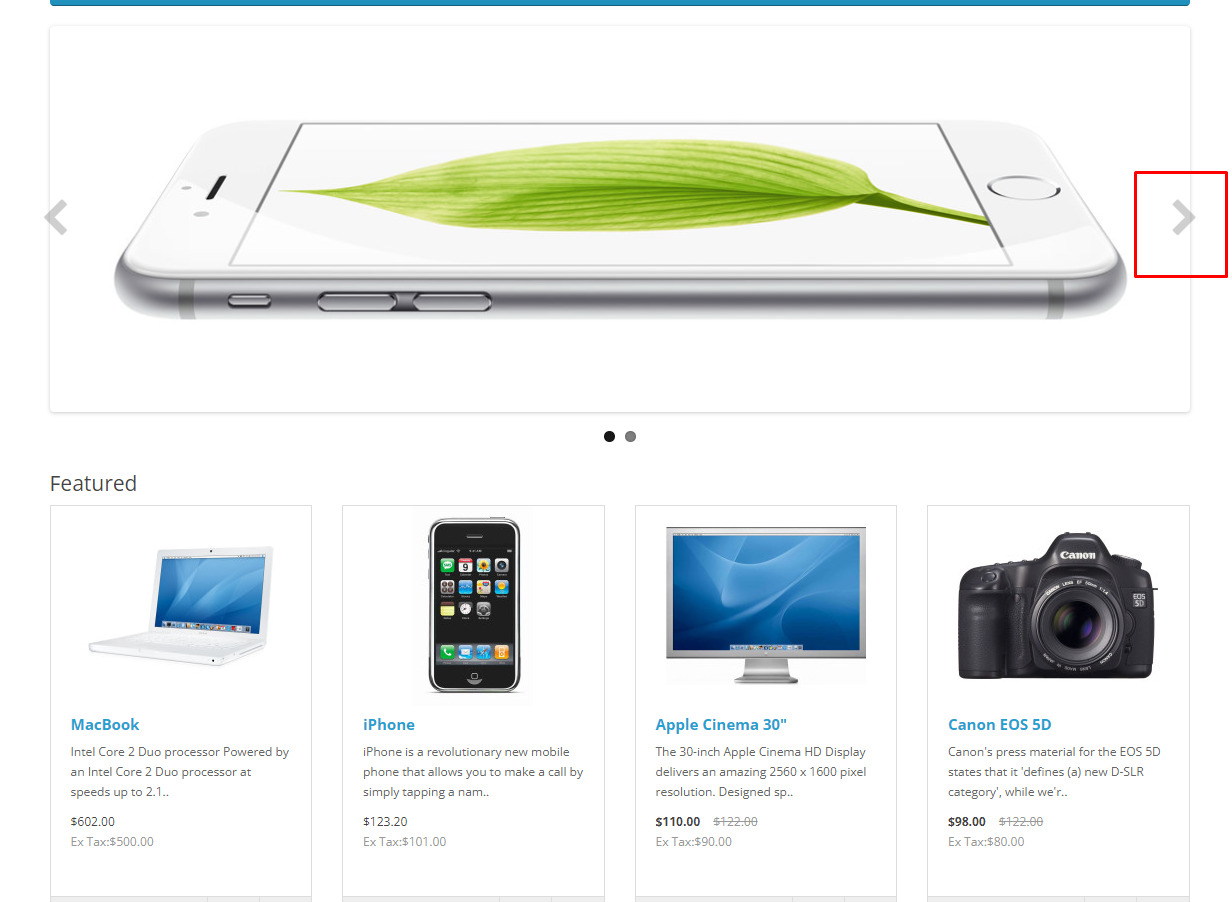 Featured
Canon
EOS
5D
MacBook
Intel Core 2 Duo processor Powered by
an Intel Core 2 Duo processor at
speeds up to 2.1..
$602.00
Ex Tax:$500.00
iPhone
iPhone is a revolutionary new mobile
phone that allows you to make a call by
simply tapping a nam..
$123.20
Ex Tax:$101.00
Apple Cinema 30"
The 30-inch Apple Cinema HD Display
delivers an amazing 2560 x 1600 pixel
resolution. Designed sp..
$110.00 $122.00
Ex Tax:$90.00
Canon EOS 5D
Canon's press material for the EOS 5D
states that it 'defines (a) new D-SLR
category', while we'r..
$98.00 $122.00
Ex Tax:$80.00